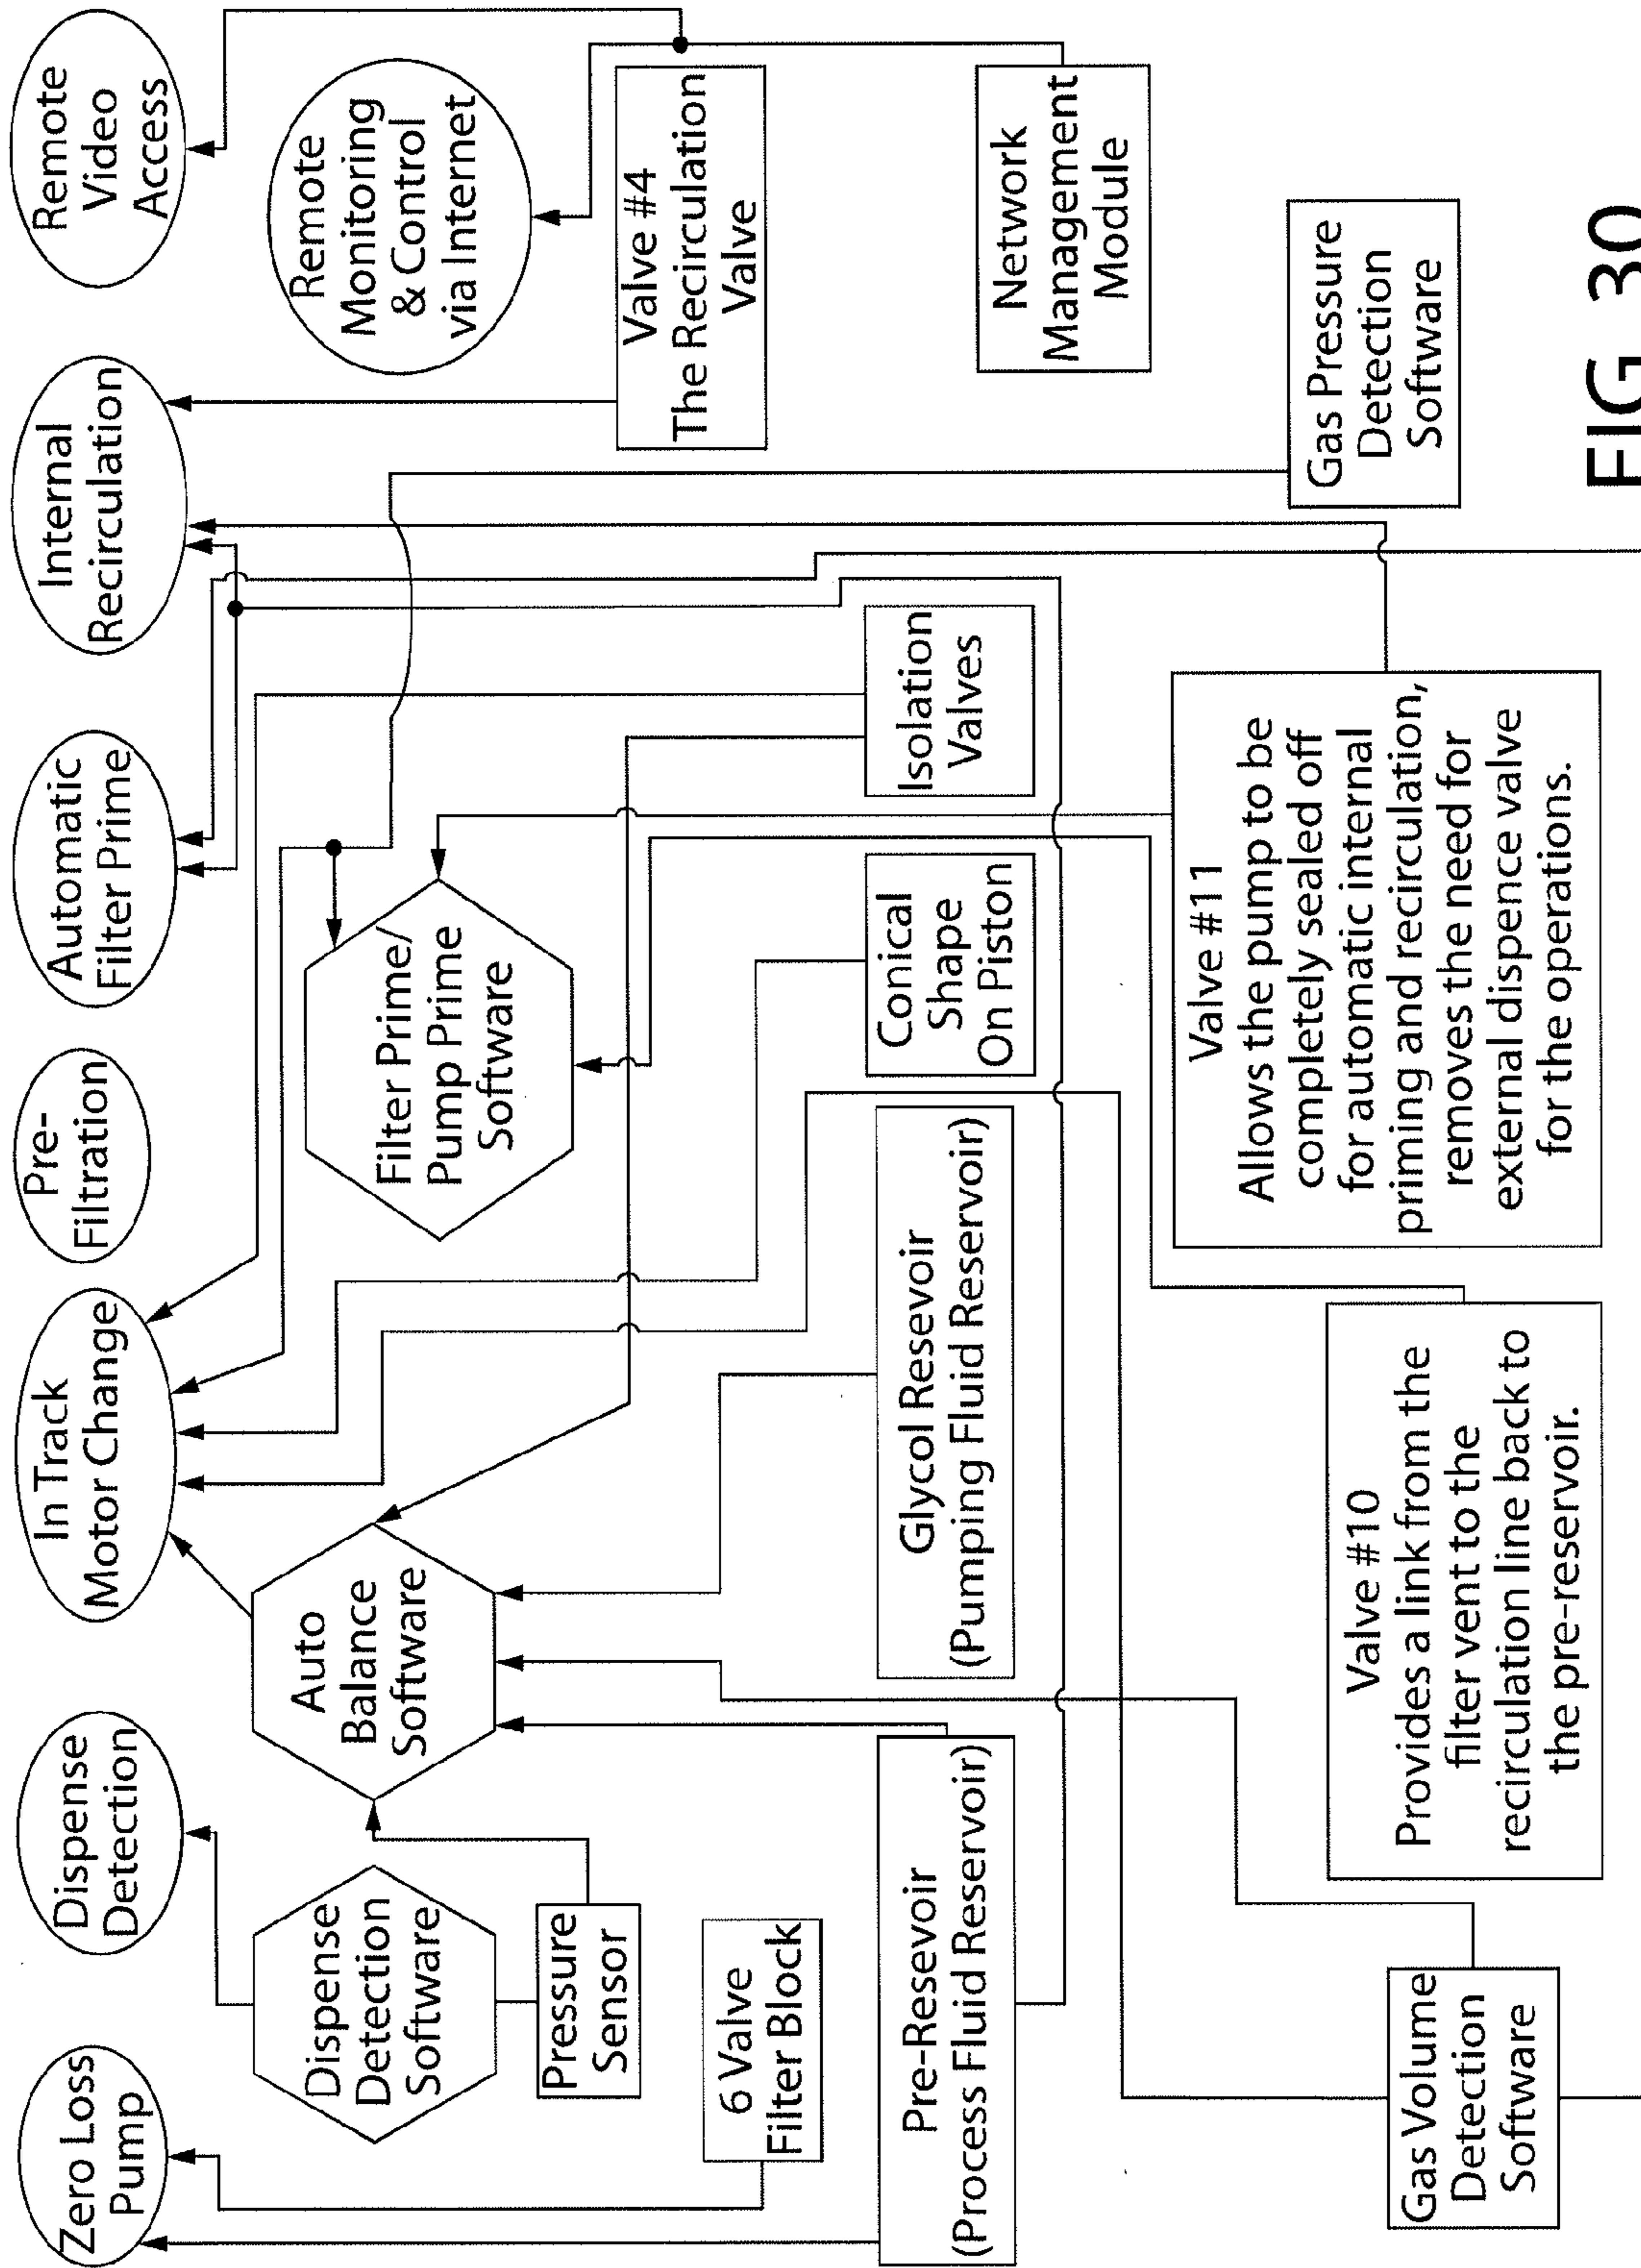 Zero Loss
Pump
Dispense
Detection
In Track
Motor Change
Pre-
Filtration
Automatic
Filter Prime
Internal
Recirculation
Remote
Video
Access
Dispense
Detection
Software
Auto
Balance
Software
Filter Prime/
Pump Prime
Software
Remote
Monitoring
& Control
via Internet
Pressure
Sensor
6 Valve
Filter Block
Valve #4
The Recirculation
Valve
Pre-Resevoir
(Process Fluid Reservoir)
Glycol Resevoir
(Pumping Fluid Reservoir)
Conical
Shape
On Piston
Isolation
Valves
Network
Management
Module
Gas Volume
Detection
Software
Valve #10
Provides a link from the
filter vent to the
recirculation line back to
the pre-reservoir.
Valve #11
Allows the pump to be
completely sealed off
for automatic internal
priming and recirculation,
removes the need for
external dispence valve
for the operations.
Gas Pressure
Detection
Software
FIG 30